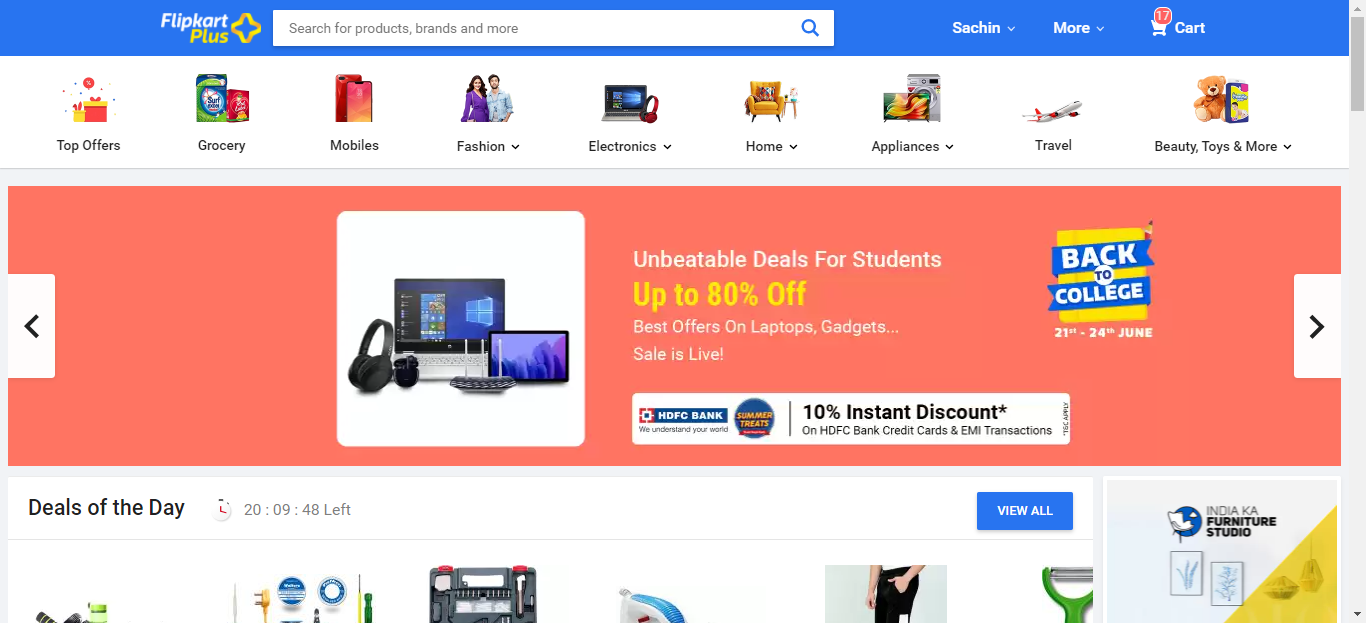 Flipkart
Plus
Search for products, brands and more
Sachin
More
17
Cart
Top Offers
Grocery
Mobiles
Fashion
Electronics
Home
Appliances
Travel
Beauty, Toys & More
Unbeatable Deals For Students
Up to 80% Off
Best Offers On Laptops, Gadgets...
Sale is Live!
BACK
TO
COLLEGE
21st - 24th JUNE
HDFC BANK
We understand your world
SUMMER
TREATS
10% Instant Discount*
On HDFC Bank Credit Cards & EMI Transactions
*T&C APPLY
Deals of the Day
20 : 09 : 48 Left
VIEW ALL
INDIA KA
FURNITURE
STUDIO